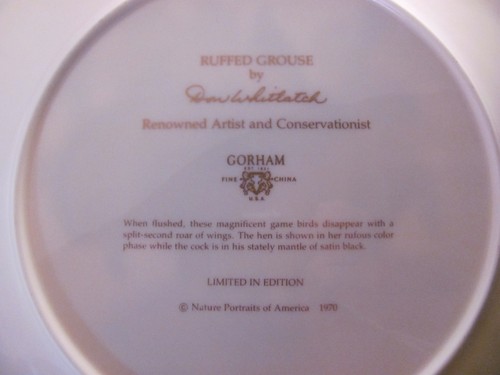 RUFFED GROUSE
by
Don Whitlatch
Renowned Artist and Conservationist
GORHAM
EST. 1831
FINE CHINA
U.S.A
When flushed, these magnificent game birds disappear with a
split-second roar of wings. The hen is shown in her rufous color
phase while the cock is in his stately mantle of satin black.
LIMITED IN EDITION
© Nature Portraits of America 1970